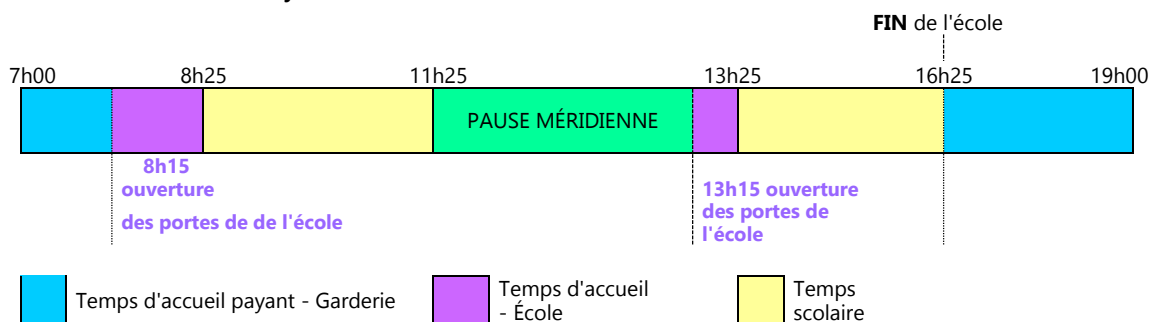 FIN de l'école
7h00 8h25 11h25 13h25 16h25 19h00
PAUSE MÉRIDIENNE
8h15
ouverture
des portes de de l'école
13h15 ouverture
des portes de
l'école
Temps d'accueil payant - Garderie
Temps d'accueil
- École
Temps
scolaire